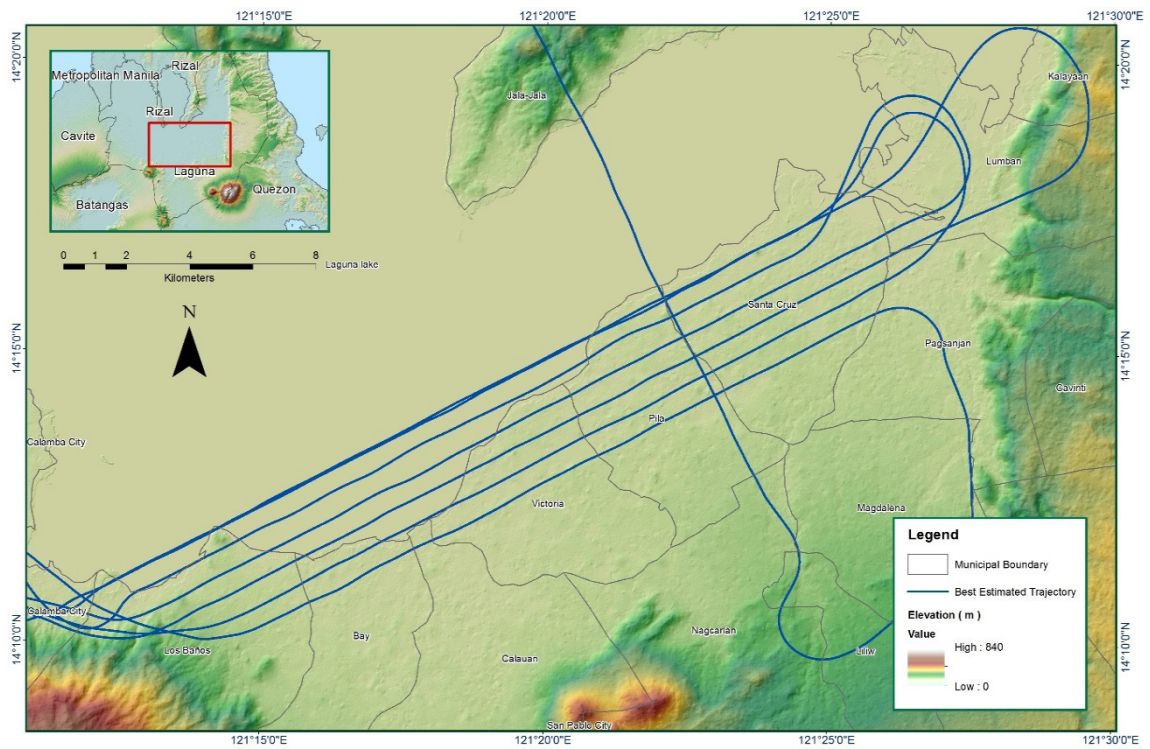 121°15'0"E
121°20'0"E
121°25'0"E
121°30'0"E
14°20'0"N
14°20'0"N
Rizal
Metropolitan Manila
Rizal
Cavite
Laguna
Batangas
Quezon
Jala-Jala
Kalayaan
Lumban
0 1 2 4 6 8
Kilometers
Laguna lake
N
Santa Cruz
14°15'0"N
14°15'0"N
Pagsanjan
Cavinti
Pila
Calamba City
Victoria
Magdalena
Legend
Municipal Boundary
Best Estimated Trajectory
Elevation ( m )
Value
High : 840
Low : 0
Calamba City
14°10'0"N
14°10'0"N
Los Baños
Bay
Calauan
Nagcarlan
Liliw
San Pablo City
121°15'0"E
121°20'0"E
121°25'0"E
121°30'0"E